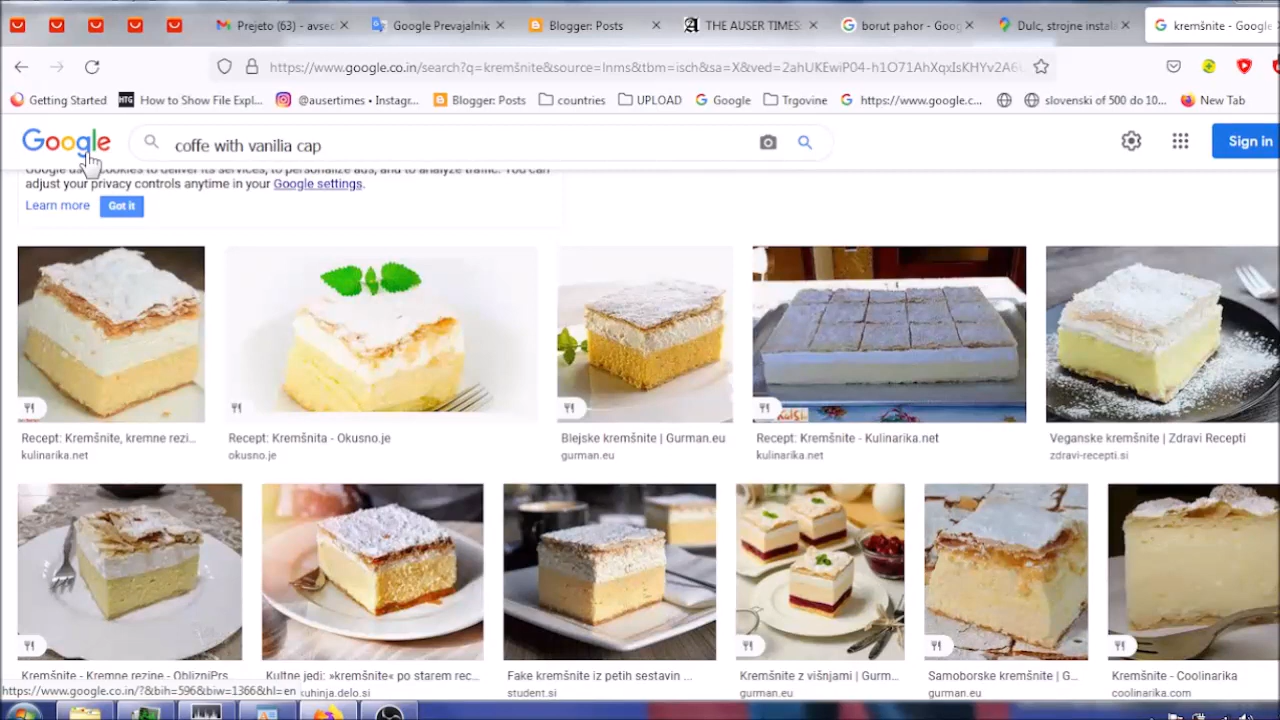 Prejeto (63) - avsec
Google Prevajalnik
Blogger: Posts
THE AUSER TIMES:
borut pahor - Goog
Dulc, strojne instal
kremšnite - Google
https://www.google.co.in/search?q=kremšnite&source=lnms&tbm=isch&sa=X&ved=2ahUKEwiP04-h1O71AhXqxIsKHYv2A6U
Getting Started
How to Show File Expl...
@ausertimes • Instagr...
Blogger: Posts
countries
UPLOAD
Google
Trgovine
https://www.google.c...
slovenski of 500 do 10...
New Tab
Google
coffe with vanilia cap
Sign in
adjust your privacy controls anytime in your Google settings.
Learn more
Got it
Recept: Kremšnite, kremne rezi...
kulinarika.net
Recept: Kremšnita - Okusno.je
okusno.je
Blejske kremšnite | Gurman.eu
gurman.eu
Recept: Kremšnite - Kulinarika.net
kulinarika.net
Veganske kremšnite | Zdravi Recepti
zdravi-recepti.si
Kremšnite - Kremne rezine - OblizniPrs
Kultne jedi: »kremšnite« po starem rec...
kuhinja.delo.si
Fake kremšnite iz petih sestavin ...
student.si
Kremšnite z višnjami | Gurm...
gurman.eu
Samoborske kremšnite | G...
gurman.eu
Kremšnite - Coolinarika
coolinarika.com
https://www.google.co.in/?&bih=596&biw=1366&hl=en